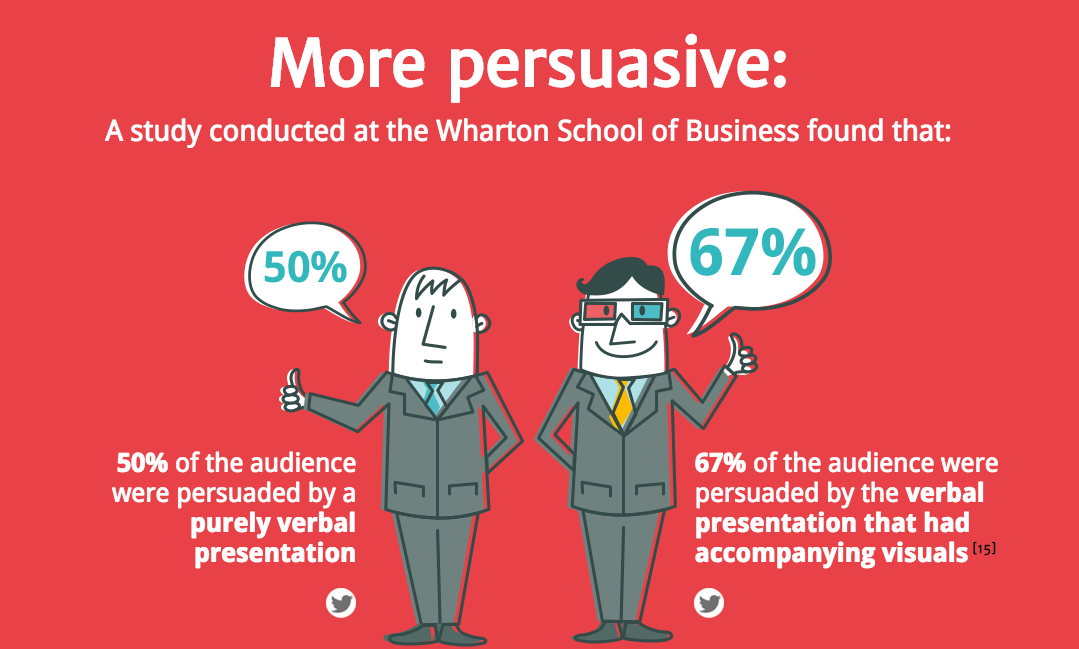 More persuasive:
A study conducted at the Wharton School of Business found that:
50%
67%
50% of the audience
were persuaded by a
purely verbal
presentation
67% of the audience were
persuaded by the verbal
presentation that had
accompanying visuals [15]